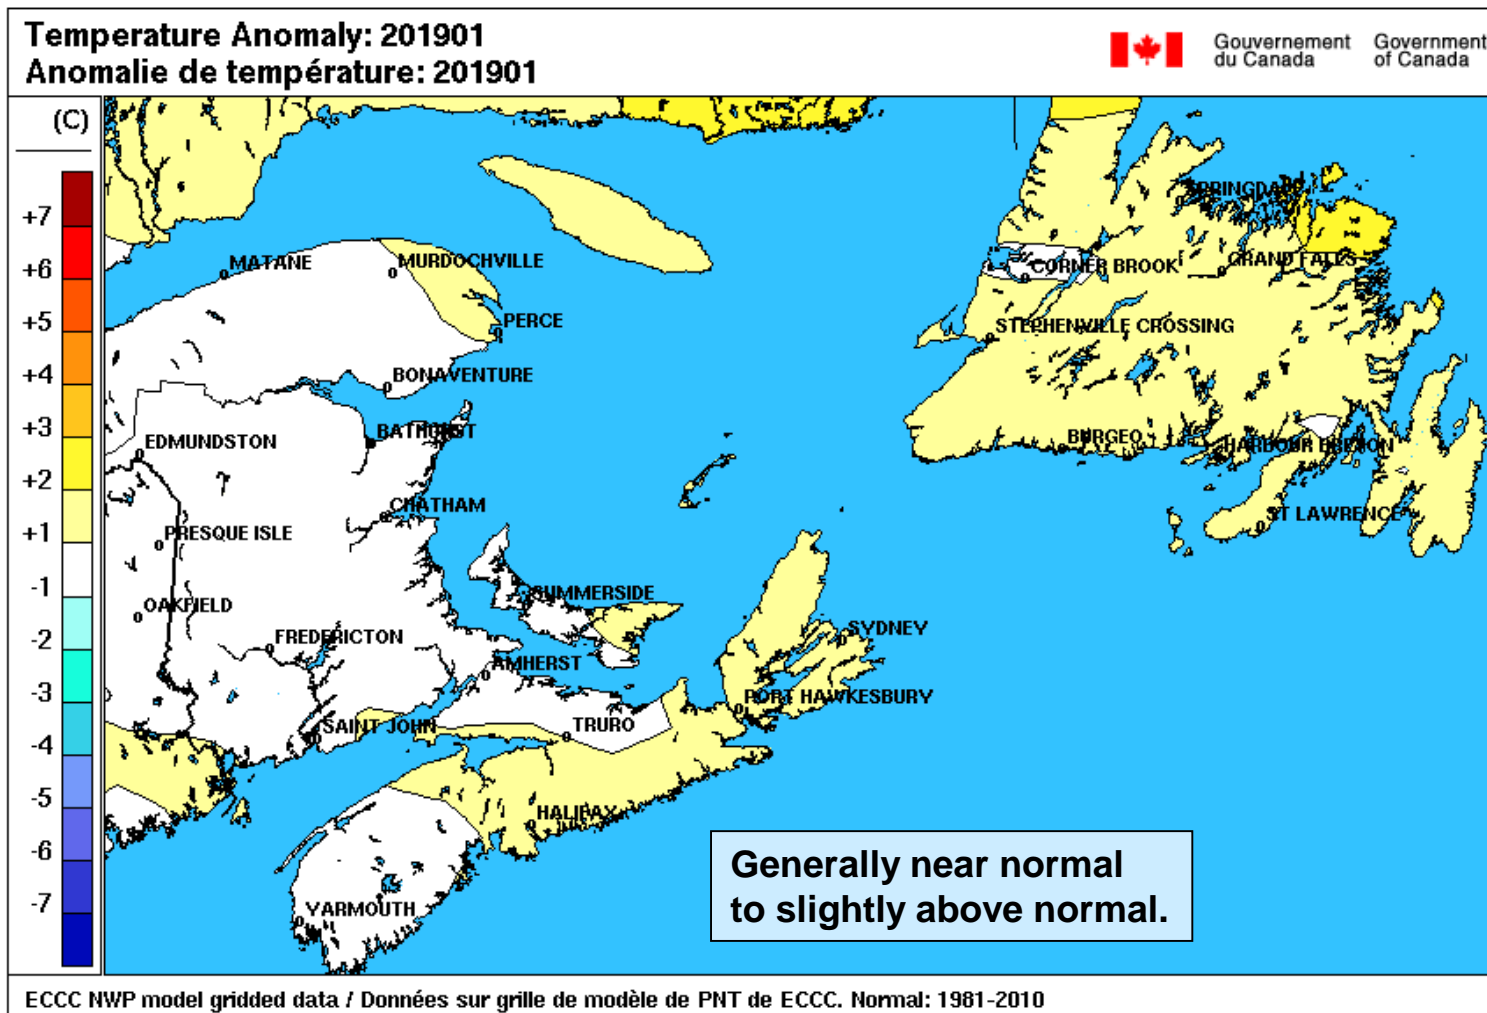 Temperature Anomaly: 201901
Anomalie de température: 201901
Gouvernement du Canada
Government of Canada
(C)
+7
+6
+5
+4
+3
+2
+1
-1
-2
-3
-4
-5
-6
-7
MATANE
MURDOCHVILLE
PERCE
BONAVENTURE
BATHURST
EDMUNDSTON
CHATHAM
PRESQUE ISLE
OAKFIELD
FREDERICTON
SUMMERSIDE
AMHERST
SAINT JOHN
TRURO
SYDNEY
PORT HAWKESBURY
HALIFAX
YARMOUTH
SPRINGDALE
CORNER BROOK
GRAND FALLS
STEPHENVILLE CROSSING
BURGEO
HARBOUR BRETON
ST LAWRENCE
Generally near normal
to slightly above normal.
ECCC NWP model gridded data / Données sur grille de modèle de PNT de ECCC. Normal: 1981-2010